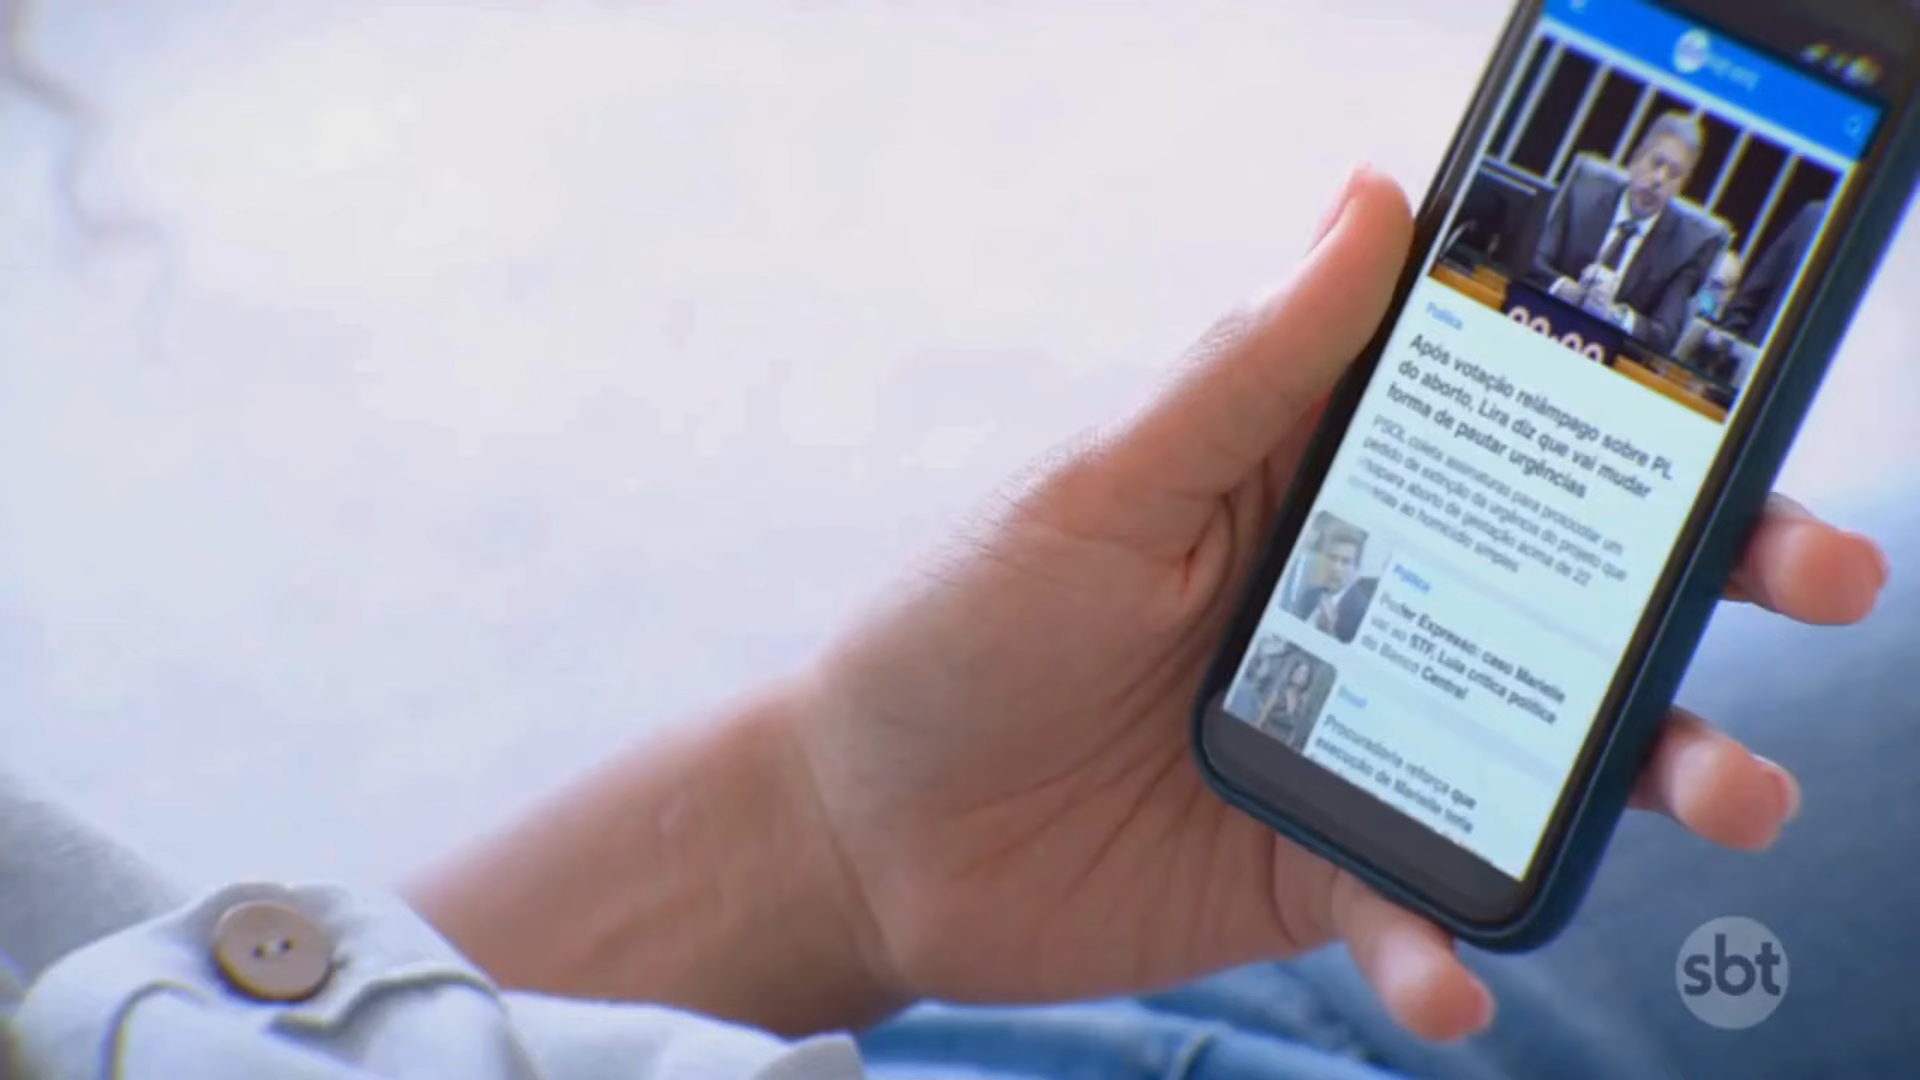 Política
Após votação relâmpago sobre PL
do aborto, Lira diz que vai mudar
forma de pautar urgências
PSOL coleta assinaturas para protocolar um
pedido de extinção da urgência do projeto que
aborto de gestação acima de 22
ao homicídio simples
Política
Poder Expresso: caso Marielle
vai ao STF, Lula critica política
do Banco Central
Brasil
Procuradoria reforça que
execução de Marielle teria
00:00
sbt